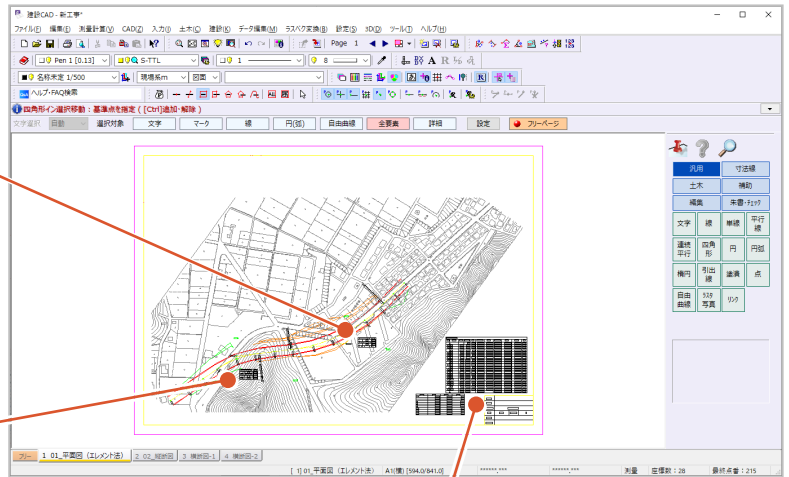 建設CAD - 新工事*
ファイル(F) 編集(E) 測量計算(V) CAD(Z) 入力(I) 土木(C) 建設(K) データ編集(M) ラスベク変換(B) 設定(S) 3D(D) ツール(T) ヘルプ(H)
Page 1
Pen 1 [0.13] S-TTL 1 8
A R
名称未定 1/500 現場系m 図面
ヘルプ・FAQ検索
四角形イン選択移動：基準点を指定 ( [Ctrl]追加・解除 )
文字選択 自動 選択対象 文字 マーク 線 円(弧) 自由曲線 全要素 詳細 設定 フリーページ
汎用 寸法線
土木 補助
編集 朱書・チェック
文字 線 単線 平行線
連続平行 四角形 円 円弧
楕円 引出線 塗潰 点
自由曲線 ラスタ写真 リンク
フリー 1 01_平面図（エレメント法） 2 02_縦断図 3 横断図-1 4 横断図-2
[ 1] 01_平面図（エレメント法） A1(横) [594.0/841.0] ******.*** ******.*** 測量 座標数：28 最終点番：215